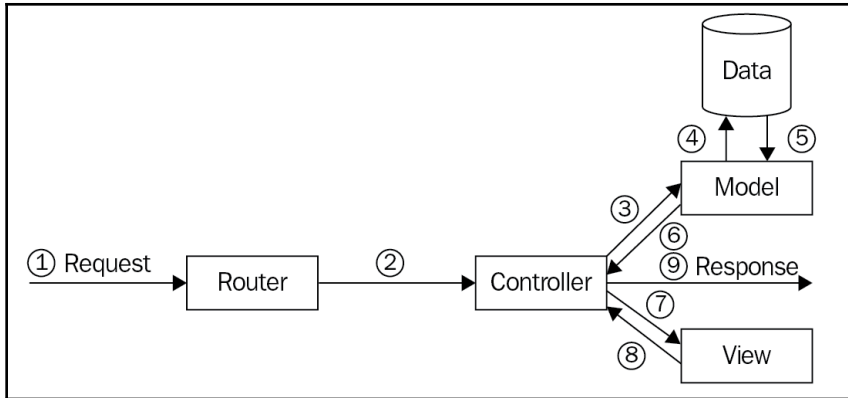 Data
④ ⑤
Model
③
⑥
① Request
②
⑨ Response
Router
Controller
⑦
⑧
View